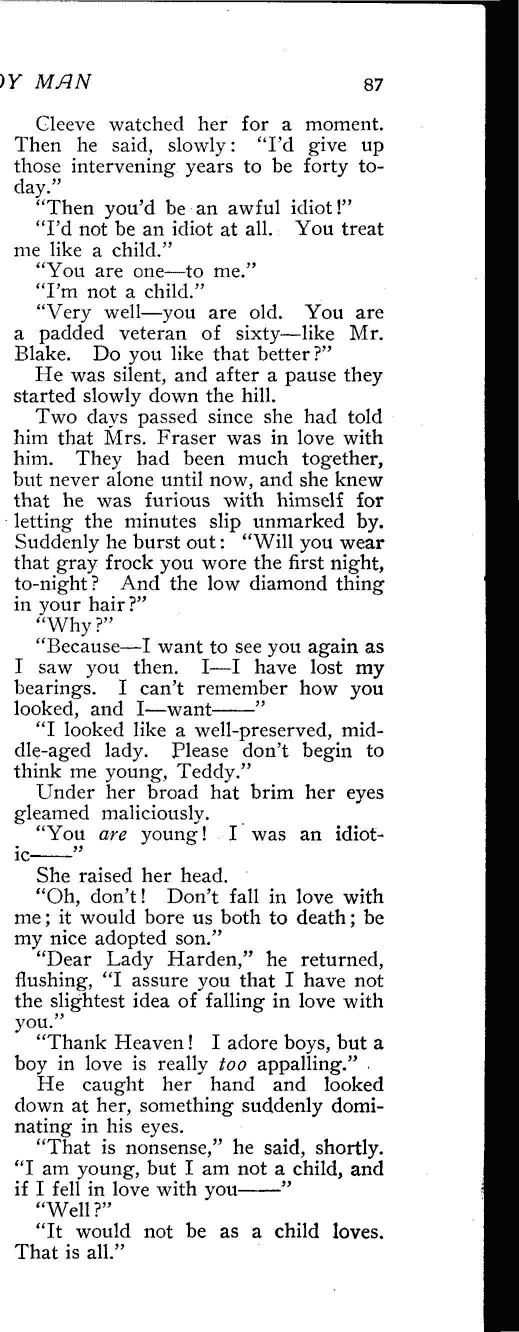 OY MAN 87
Cleeve watched her for a moment.
Then he said, slowly: "I'd give up
those intervening years to be forty to-
day."
"Then you'd be an awful idiot!"
"I'd not be an idiot at all. You treat
me like a child."
"You are one—to me."
"I'm not a child."
"Very well—you are old. You are
a padded veteran of sixty—like Mr.
Blake. Do you like that better?"
He was silent, and after a pause they
started slowly down the hill.
Two days passed since she had told
him that Mrs. Fraser was in love with
him. They had been much together,
but never alone until now, and she knew
that he was furious with himself for
letting the minutes slip unmarked by.
Suddenly he burst out: "Will you wear
that gray frock you wore the first night,
to-night? And the low diamond thing
in your hair?"
"Why?"
"Because—I want to see you again as
I saw you then. I—I have lost my
bearings. I can't remember how you
looked, and I—want——"
"I looked like a well-preserved, mid-
dle-aged lady. Please don't begin to
think me young, Teddy."
Under her broad hat brim her eyes
gleamed maliciously.
"You are young! I was an idiot-
ic——"
She raised her head.
"Oh, don't! Don't fall in love with
me; it would bore us both to death; be
my nice adopted son."
"Dear Lady Harden," he returned,
flushing, "I assure you that I have not
the slightest idea of falling in love with
you."
"Thank Heaven! I adore boys, but a
boy in love is really too appalling."
He caught her hand and looked
down at her, something suddenly domi-
nating in his eyes.
"That is nonsense," he said, shortly.
"I am young, but I am not a child, and
if I fell in love with you——"
"Well?"
"It would not be as a child loves.
That is all."